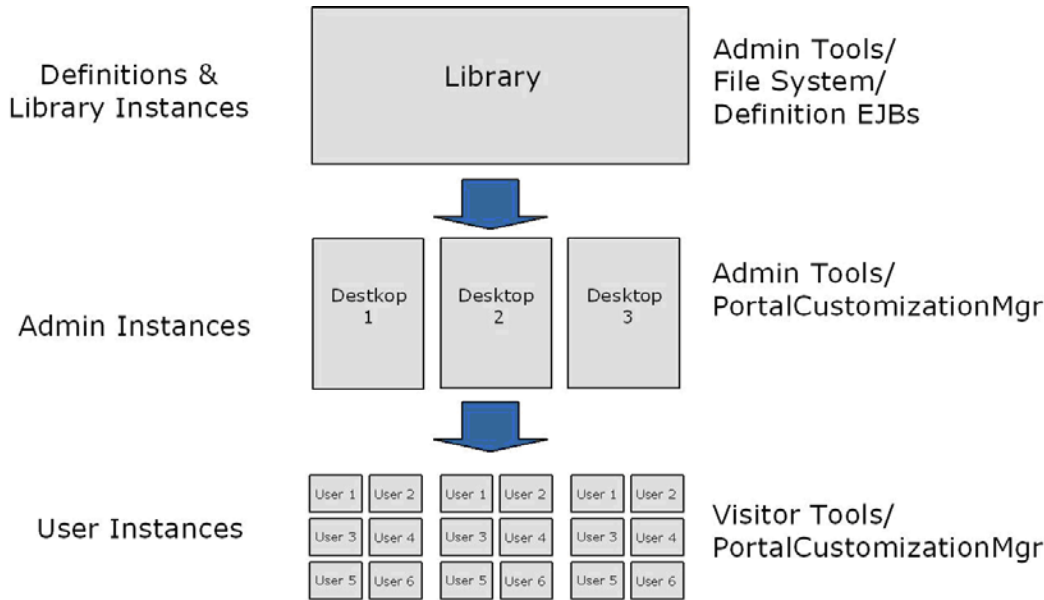 Definitions &
Library Instances
Library
Admin Tools/
File System/
Definition EJBs
Admin Instances
Destkop
1
Desktop
2
Desktop
3
Admin Tools/
PortalCustomizationMgr
User Instances
User 1 User 2 User 1 User 2 User 1 User 2
User 3 User 4 User 3 User 4 User 3 User 4
User 5 User 6 User 5 User 6 User 5 User 6
Visitor Tools/
PortalCustomizationMgr